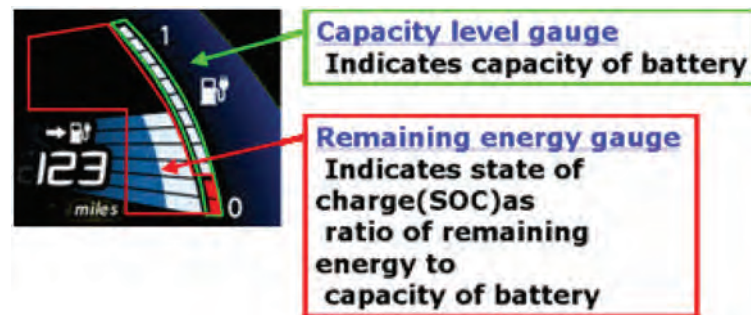 1
123
miles
0
Capacity level gauge
Indicates capacity of battery
Remaining energy gauge
Indicates state of
charge(SOC)as
ratio of remaining
energy to
capacity of battery